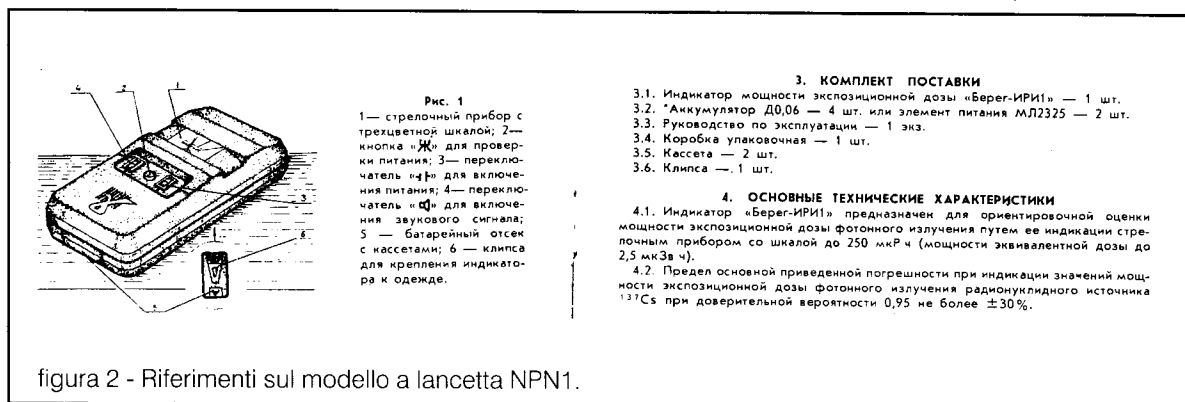 Рис. 1
1— стрелочный прибор с
трехцветной шкалой; 2—
кнопка «Ж» для провер-
ки питания; 3— переклю-
чатель «⊣⊢» для включе-
ния питания; 4— переклю-
чатель «🔈» для включе-
ния звукового сигнала;
5 — батарейный отсек
с кассетами; 6 — клипса
для крепления индикато-
ра к одежде.
4
2
1
3
6
3. КОМПЛЕКТ ПОСТАВКИ
3.1. Индикатор мощности экспозиционной дозы «Берег-ИРИ1» — 1 шт.
3.2. *Аккумулятор Д0,06 — 4 шт. или элемент питания МЛ2325 — 2 шт.
3.3. Руководство по эксплуатации — 1 экз.
3.4. Коробка упаковочная — 1 шт.
3.5. Кассета — 2 шт.
3.6. Клипса — 1 шт.
4. ОСНОВНЫЕ ТЕХНИЧЕСКИЕ ХАРАКТЕРИСТИКИ
4.1. Индикатор «Берег-ИРИ1» предназначен для ориентировочной оценки
мощности экспозиционной дозы фотонного излучения путем ее индикации стре-
лочным прибором со шкалой до 250 мкР ч (мощности эквивалентной дозы до
2,5 мкЗв ч).
4.2. Предел основной приведенной погрешности при индикации значений мощ-
ности экспозиционной дозы фотонного излучения радионуклидного источника
¹³⁷Cs при доверительной вероятности 0,95 не более ±30%.
figura 2 - Riferimenti sul modello a lancetta NPN1.